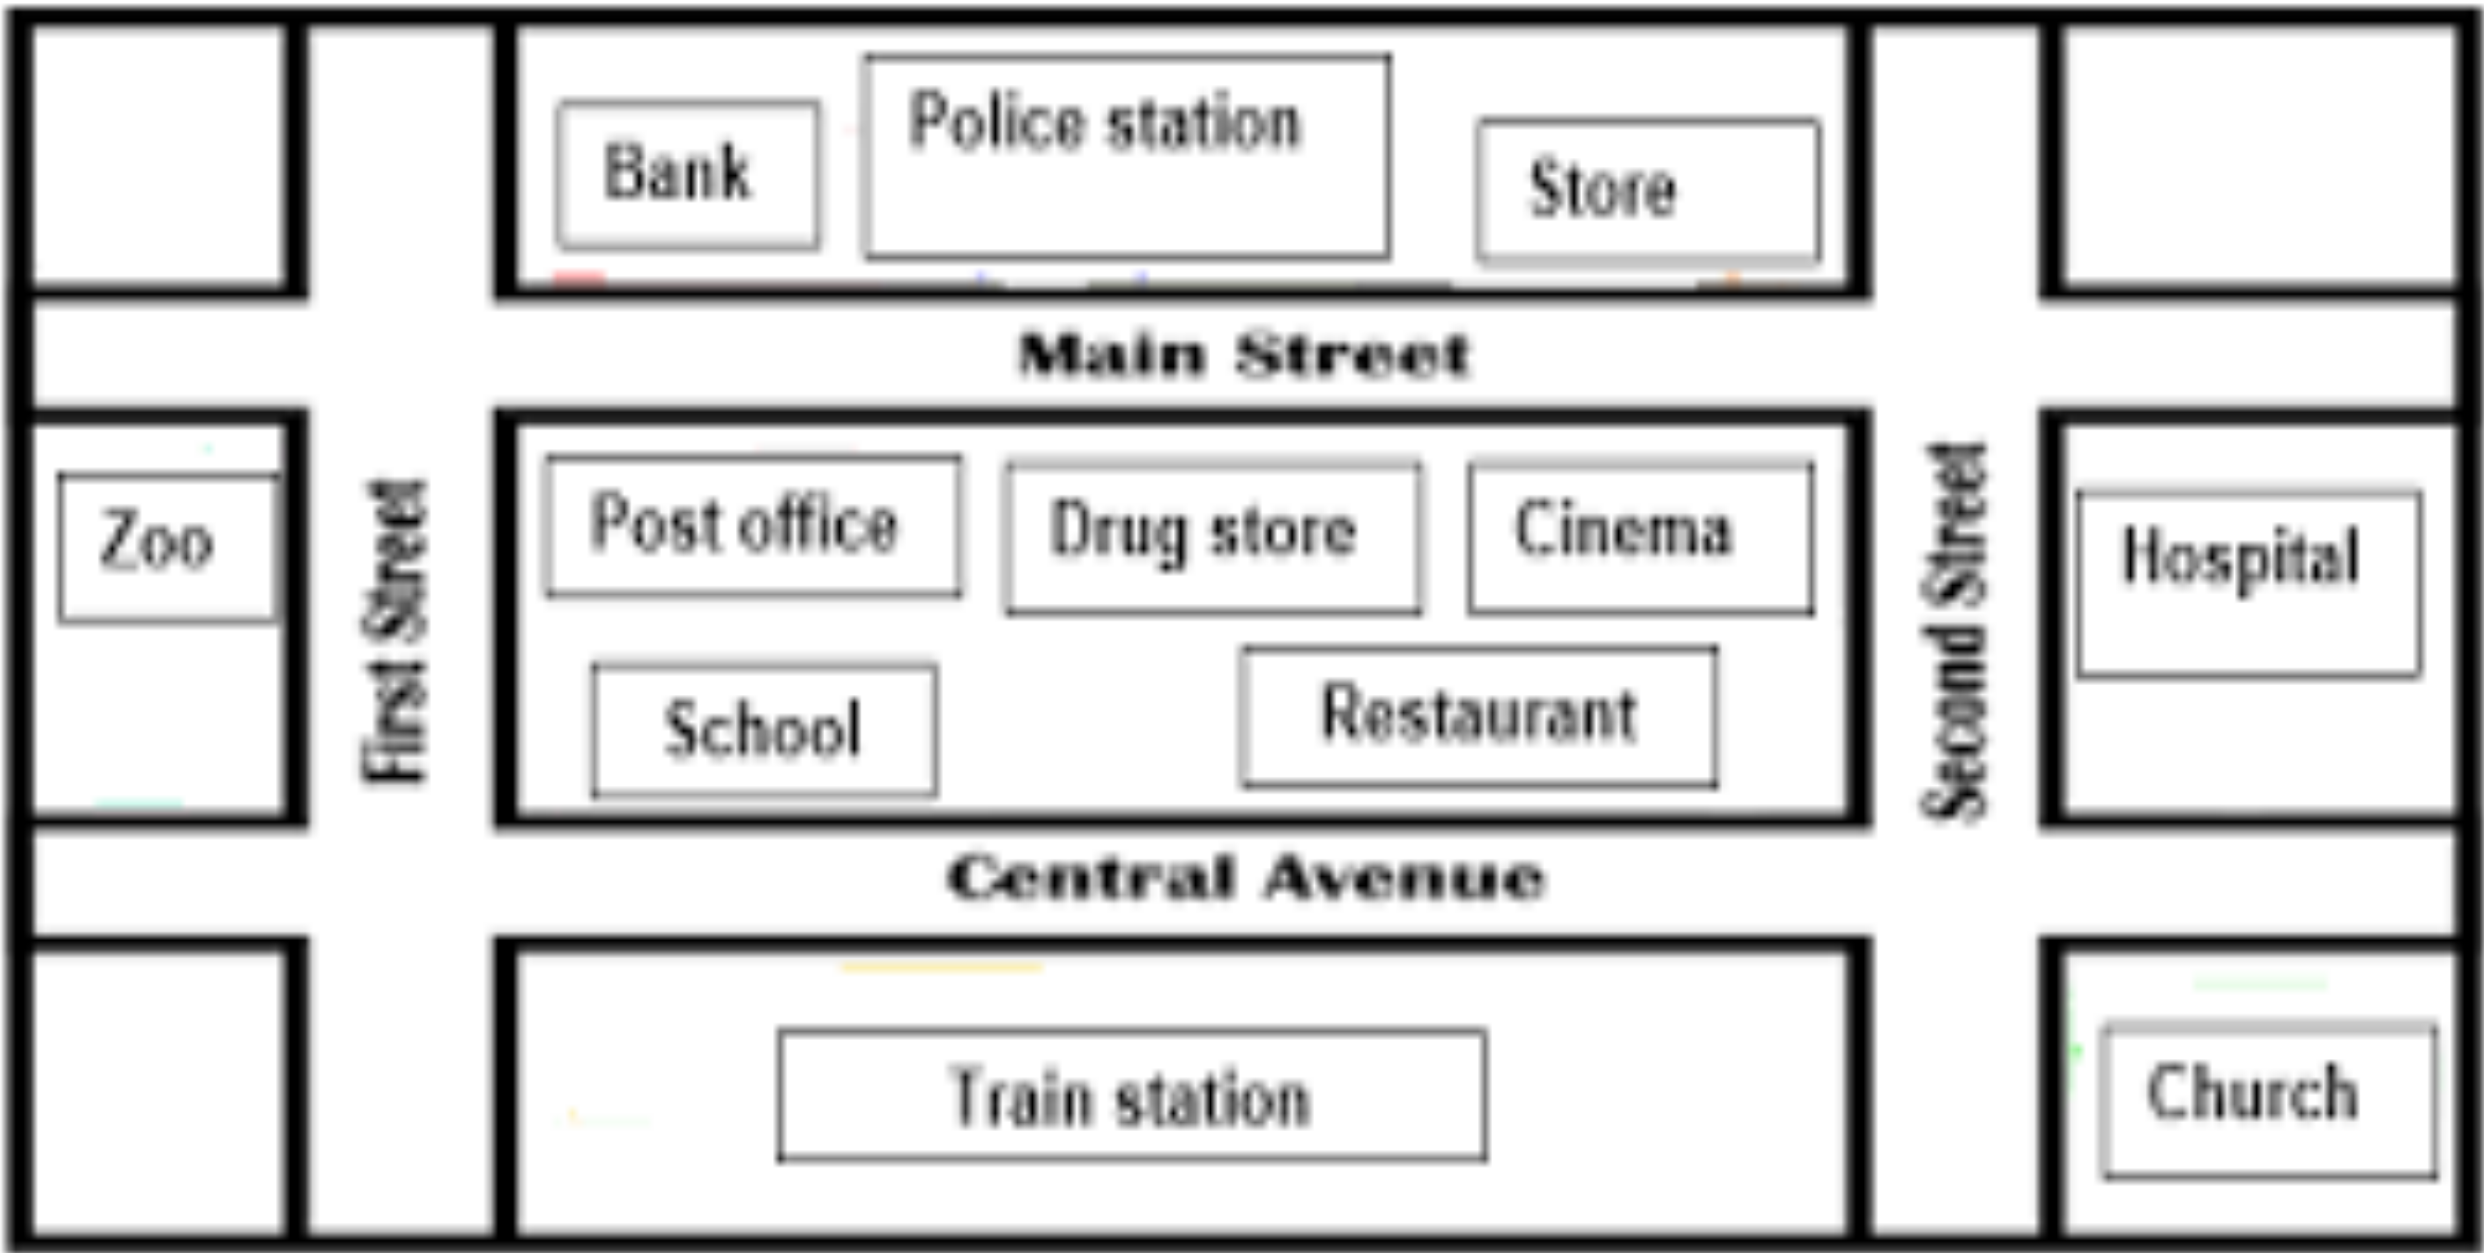 Bank
Police station
Store
Main Street
Zoo
First Street
Post office
Drug store
Cinema
Second Street
Hospital
School
Restaurant
Central Avenue
Train station
Church